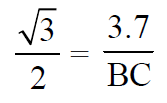 √3/2 = 3.7/BC